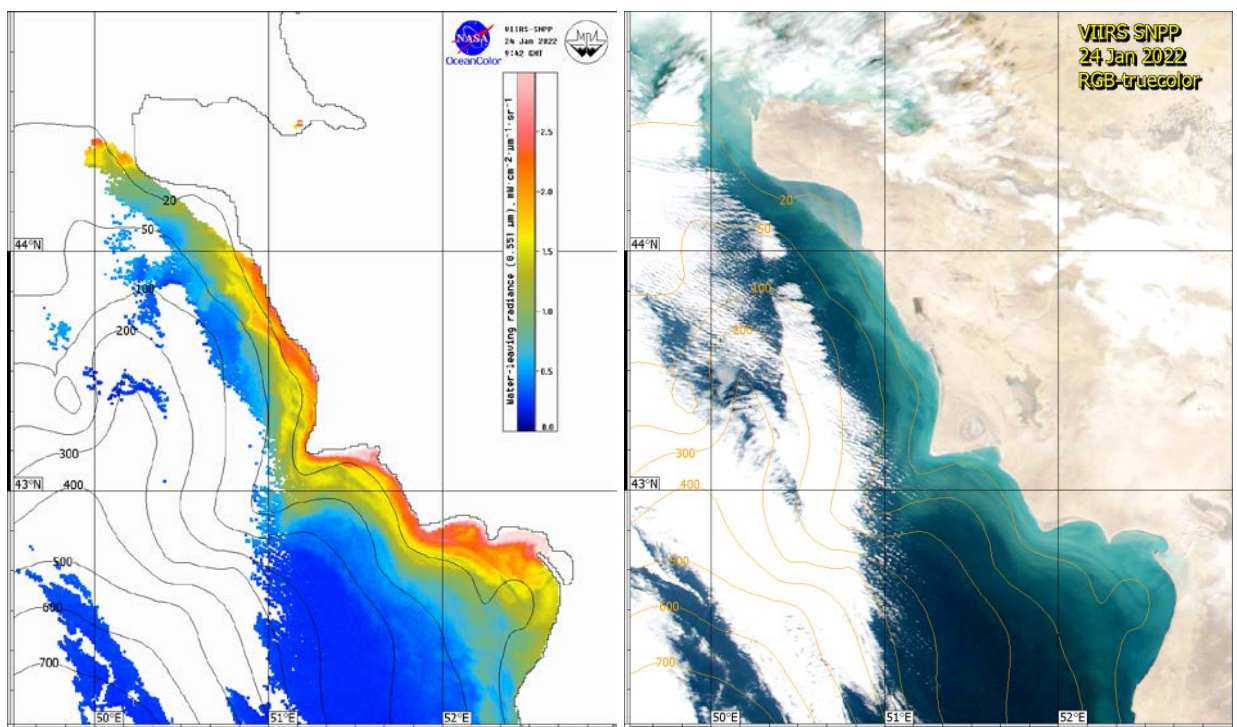 NASA
OceanColor
VIIRS-SNPP
24 Jan 2022
9:42 GMT
Water-leaving radiance (0.551 μm), mW·cm⁻²·μm⁻¹·sr⁻¹
2.5
2.0
1.5
1.0
0.5
0.0
20
50
44°N
100
200
300
43°N
400
500
600
700
50°E
51°E
52°E
VIIRS SNPP
24 Jan 2022
RGB-truecolor
20
50
44°N
100
200
300
43°N
400
500
600
700
50°E
51°E
52°E